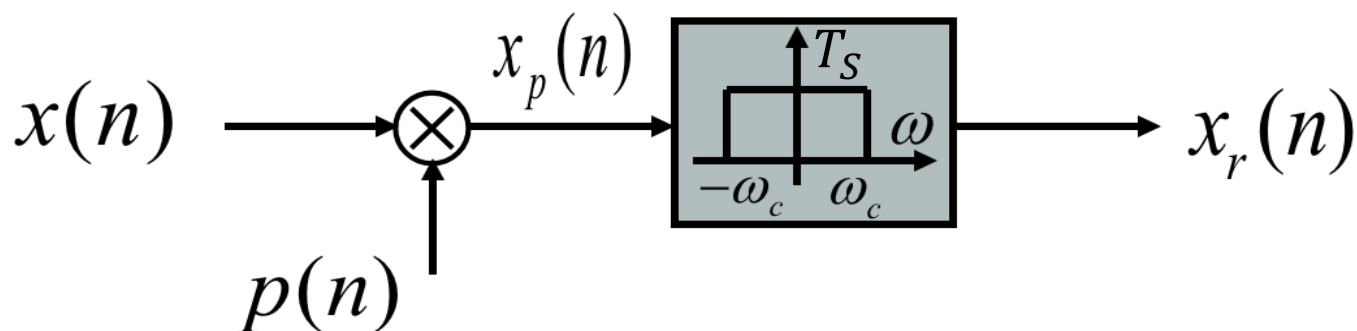 x(n)
x_p(n)
T_S
ω
−ω_c
ω_c
x_r(n)
p(n)